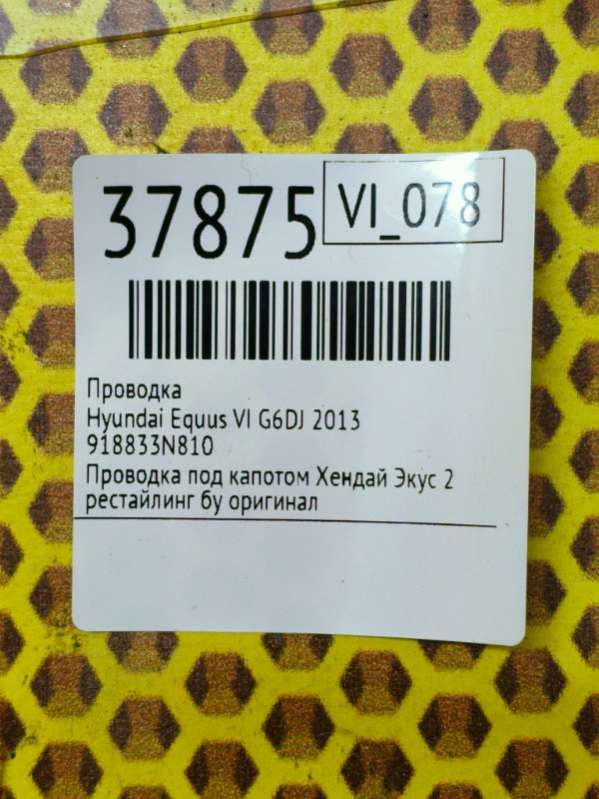 37875
VI_078
Проводка
Hyundai Equus VI G6DJ 2013
918833N810
Проводка под капотом Хендай Экус 2
рестайлинг бу оригинал